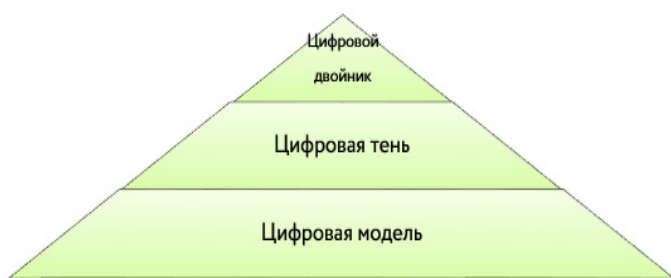 Цифровой
двойник
Цифровая тень
Цифровая модель